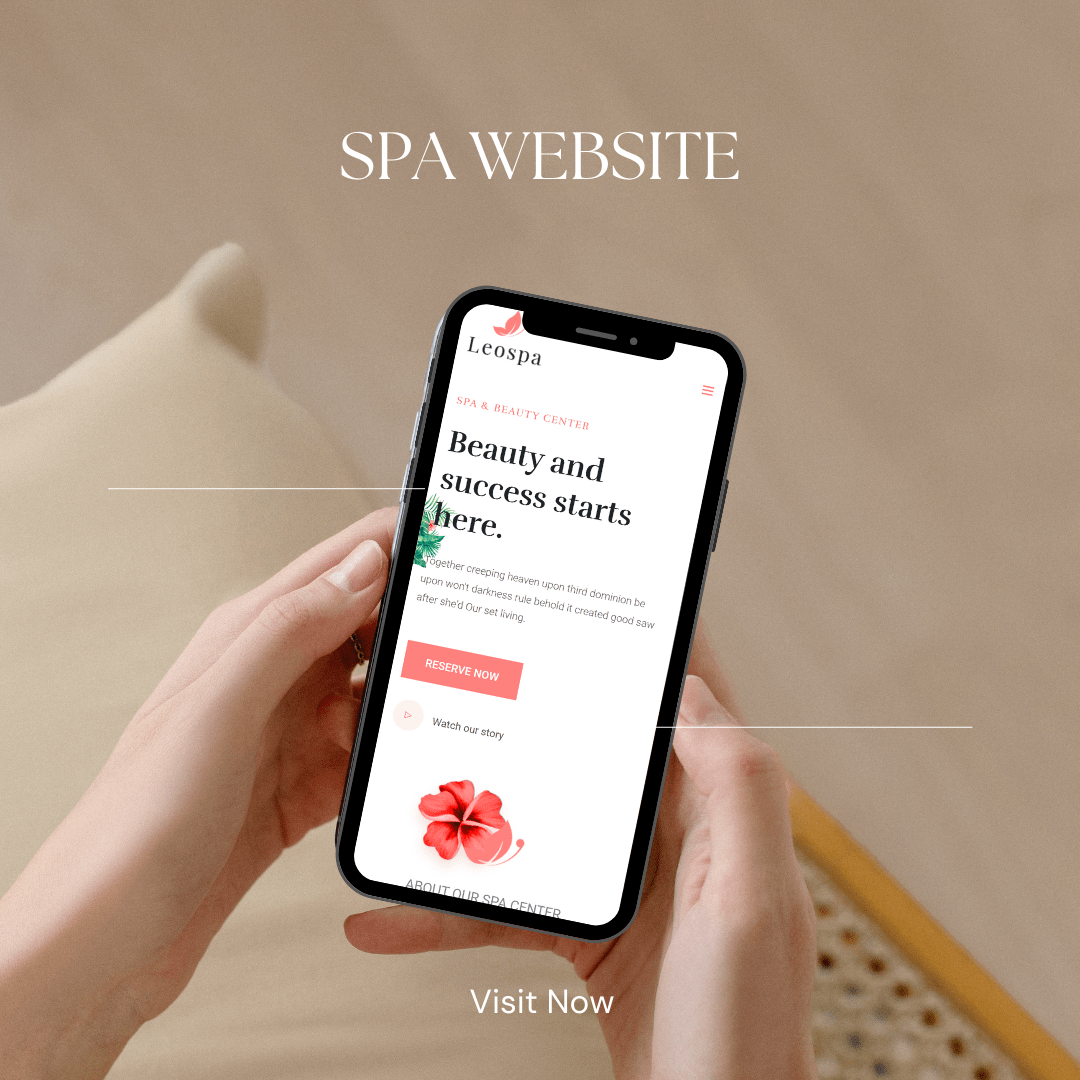 SPA WEBSITE
Leospa
SPA & BEAUTY CENTER
Beauty and
success starts
here.
Together creeping heaven upon third dominion be
upon won't darkness rule behold it created good saw
after she'd Our set living.
RESERVE NOW
Watch our story
ABOUT OUR SPA CENTER
Visit Now